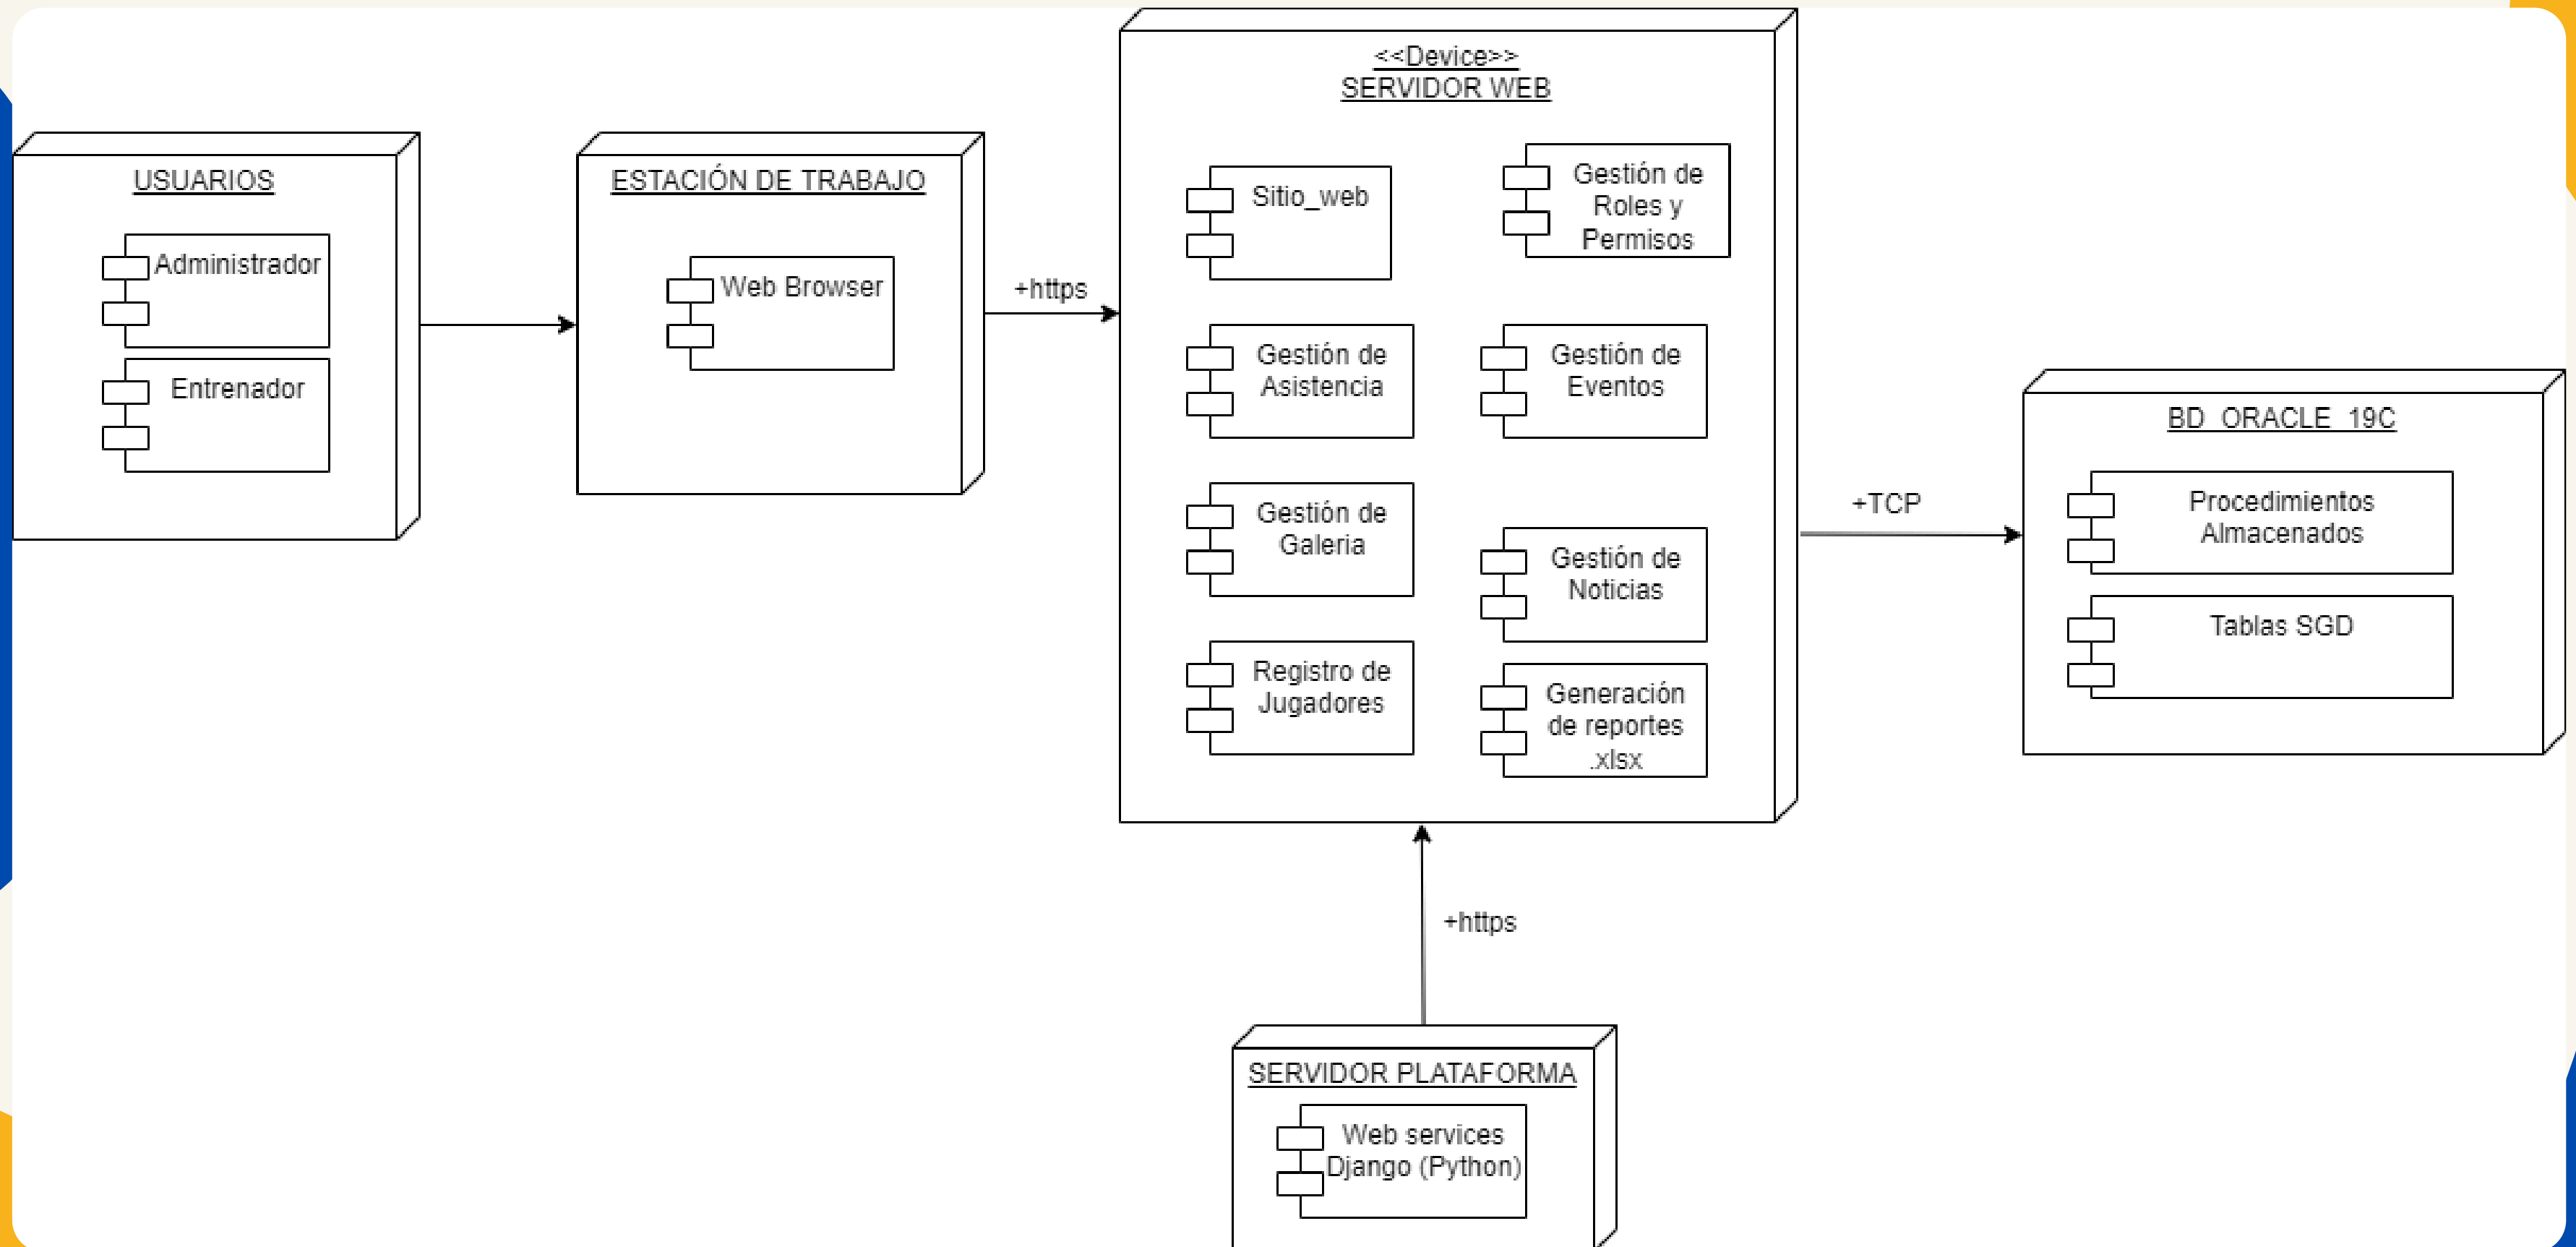 USUARIOS
Administrador
Entrenador
ESTACIÓN DE TRABAJO
Web Browser
+https
<<Device>>
SERVIDOR WEB
Sitio_web
Gestión de
Roles y
Permisos
Gestión de
Asistencia
Gestión de
Eventos
Gestión de
Galeria
Gestión de
Noticias
Registro de
Jugadores
Generación
de reportes
.xlsx
+TCP
BD_ORACLE_19C
Procedimientos
Almacenados
Tablas SGD
+https
SERVIDOR PLATAFORMA
Web services
Django (Python)